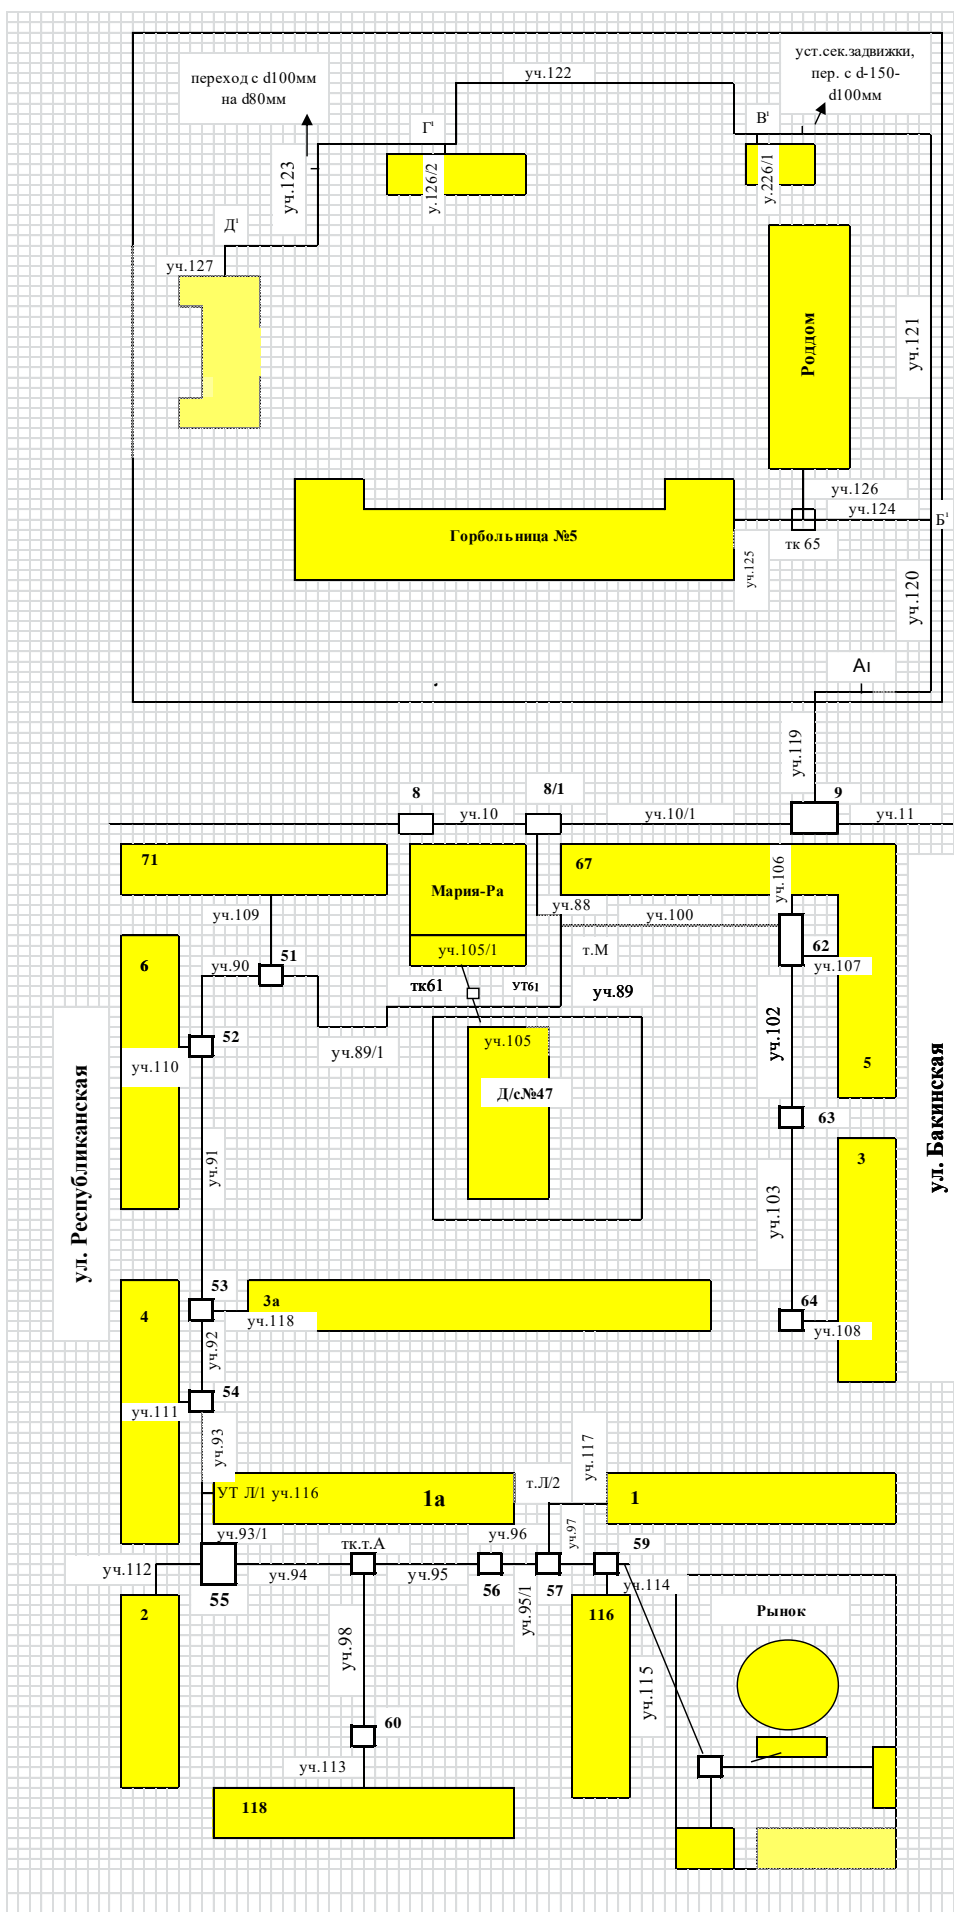 уст.сек.задвижки,
пер. с d-150-
d100мм
переход с d100мм
на d80мм
уч.122
Г¹
В¹
уч.123
у.126/2
у.226/1
Д¹
уч.127
Роддом
уч.121
уч.126
уч.124
Б¹
Горбольница №5
тк 65
уч.125
уч.120
А₁
уч.119
8
8/1
9
уч.10
уч.10/1
уч.11
71
67
Мария-Ра
уч.106
уч.109
уч.88
уч.100
уч.105/1
т.М
62
6
уч.90
51
уч.107
тк61
УТ61
уч.89
52
уч.102
уч.89/1
уч.105
уч.110
5
Д/с№47
ул. Республиканская
ул. Бакинская
63
уч.91
3
уч.103
53
3а
64
4
уч.118
уч.108
уч.92
54
уч.111
уч.93
уч.117
т.Л/2
УТ Л/1 уч.116
1а
1
уч.93/1
тк.т.А
уч.96
уч.97
59
уч.112
уч.94
уч.95
56
57
уч.114
55
уч.95/1
2
116
Рынок
уч.98
уч.115
60
уч.113
118